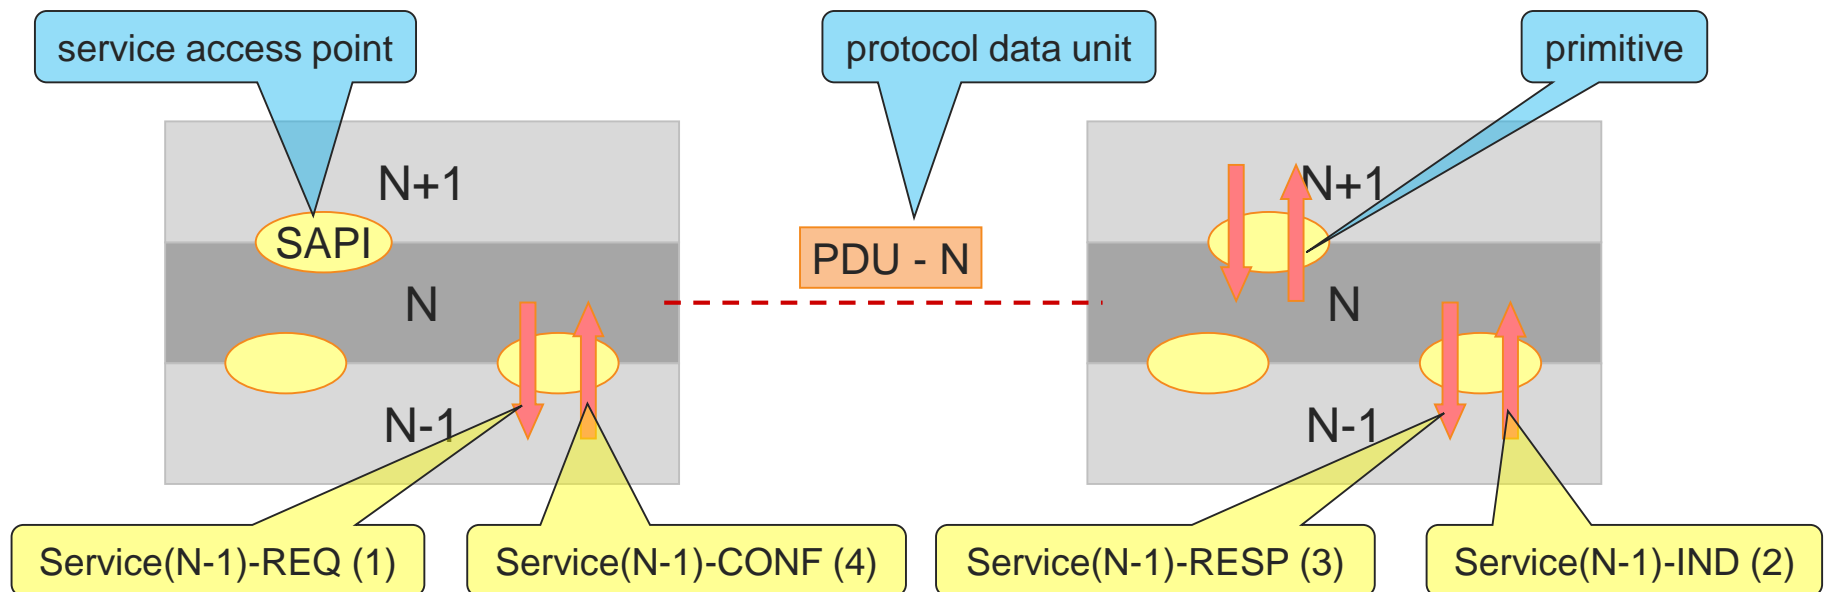 service access point
protocol data unit
primitive
N+1
N+1
SAPI
PDU - N
N
N
N-1
N-1
Service(N-1)-REQ (1)
Service(N-1)-CONF (4)
Service(N-1)-RESP (3)
Service(N-1)-IND (2)